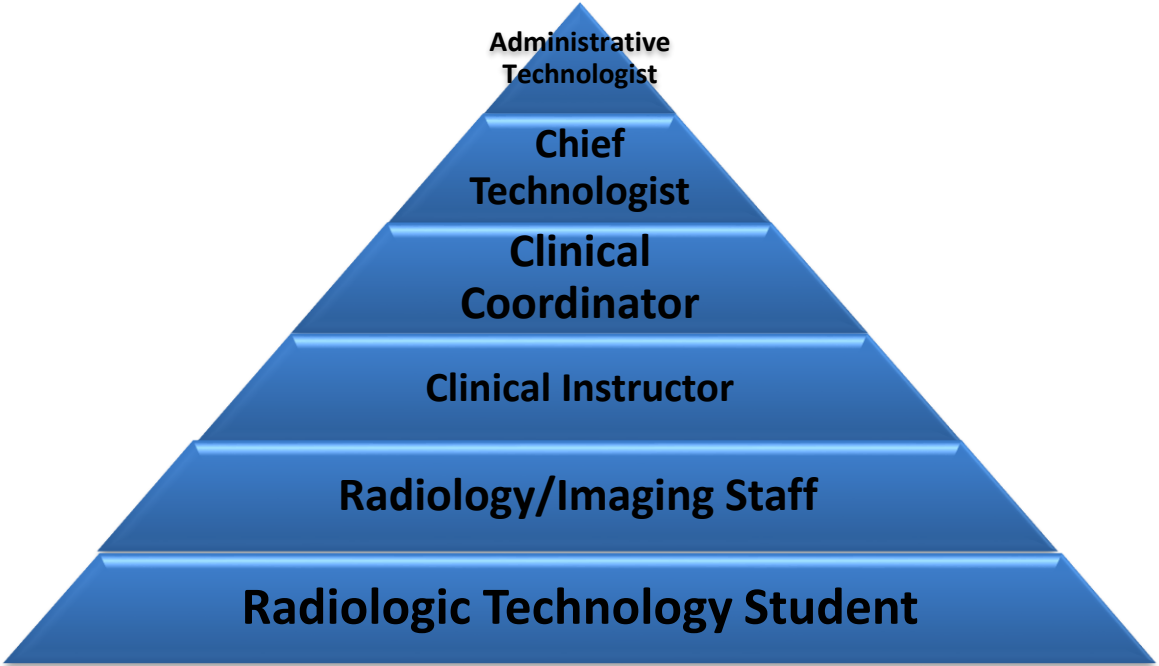 Administrative
Technologist
Chief
Technologist
Clinical
Coordinator
Clinical Instructor
Radiology/Imaging Staff
Radiologic Technology Student